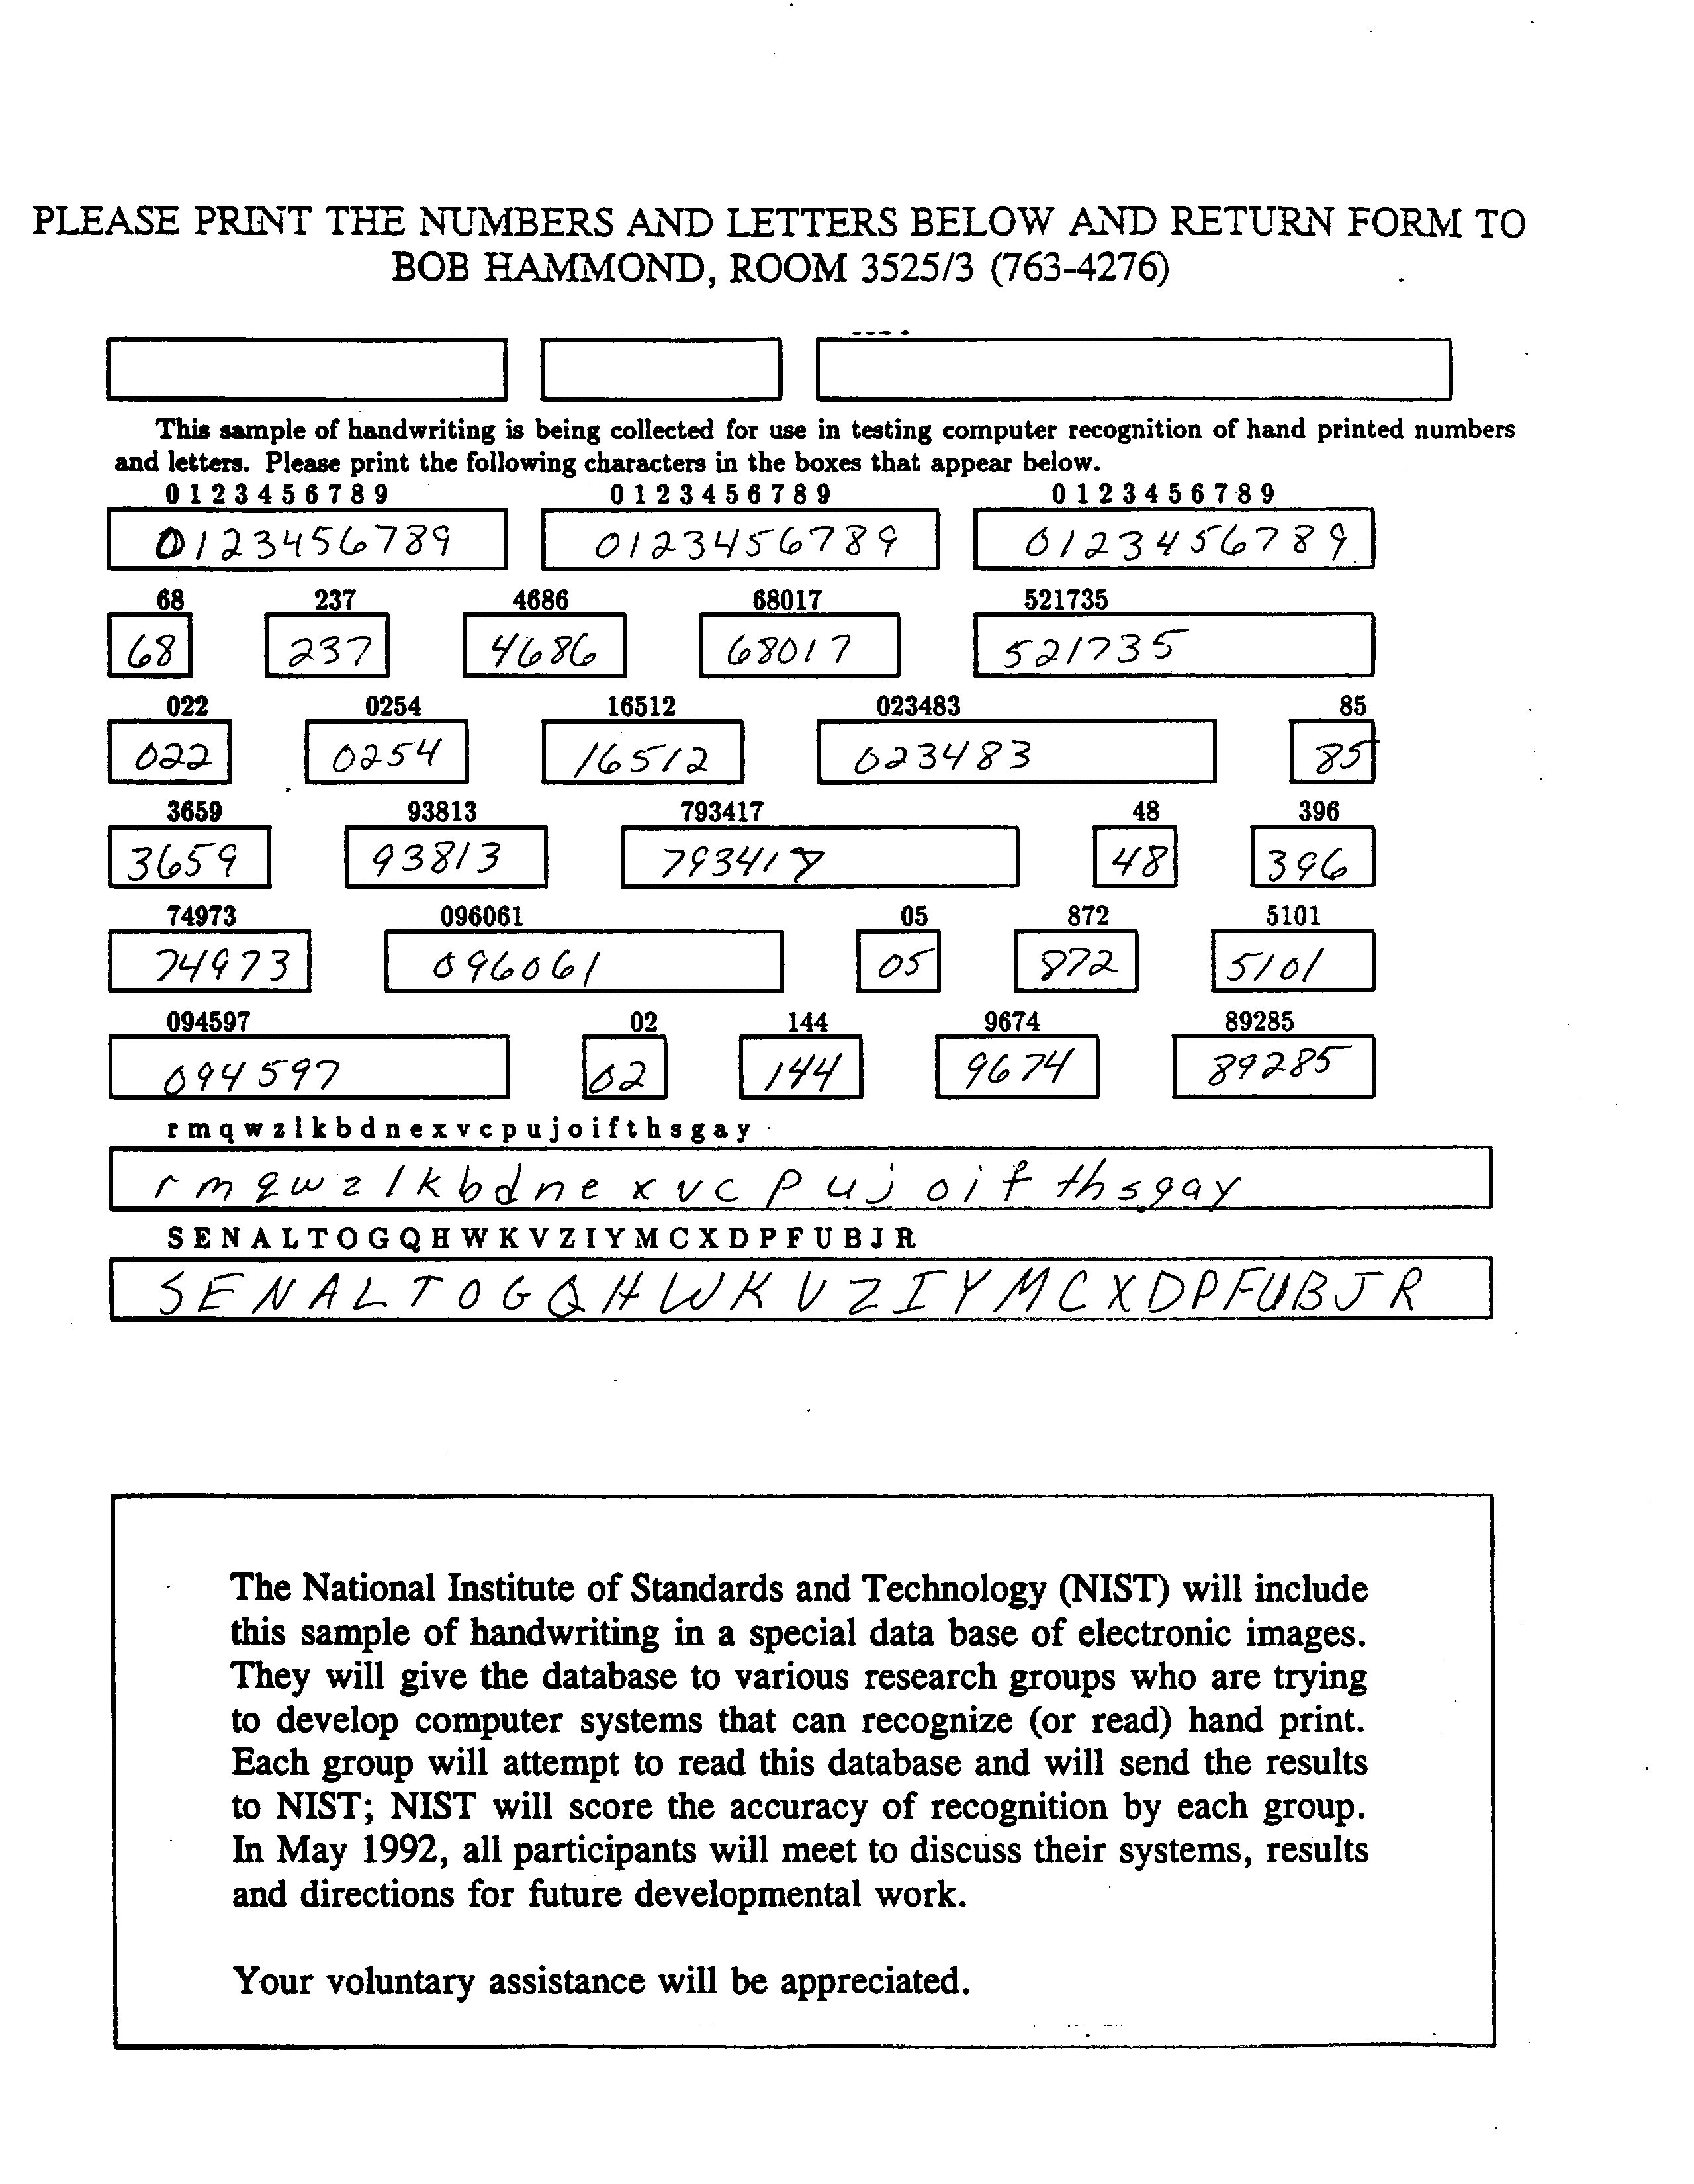 PLEASE PRINT THE NUMBERS AND LETTERS BELOW AND RETURN FORM TO
BOB HAMMOND, ROOM 3525/3 (763-4276)
This sample of handwriting is being collected for use in testing computer recognition of hand printed numbers
and letters. Please print the following characters in the boxes that appear below.
0 1 2 3 4 5 6 7 8 9 0 1 2 3 4 5 6 7 8 9 0 1 2 3 4 5 6 7 8 9
0123456789 0123456789 0123456789
68 237 4686 68017 521735
68 237 4686 68017 521735
022 0254 16512 023483 85
022 0254 16512 023483 85
3659 93813 793417 48 396
3659 93813 793417 48 396
74973 096061 05 872 5101
74973 096061 05 872 5101
094597 02 144 9674 89285
094597 02 144 9674 89285
r m q w z l k b d n e x v c p u j o i f t h s g a y
r m q w z l k b d n e x v c p u j o i f t h s g a y
S E N A L T O G Q H W K V Z I Y M C X D P F U B J R
S E N A L T O G Q H W K V Z I Y M C X D P F U B J R
The National Institute of Standards and Technology (NIST) will include
this sample of handwriting in a special data base of electronic images.
They will give the database to various research groups who are trying
to develop computer systems that can recognize (or read) hand print.
Each group will attempt to read this database and will send the results
to NIST; NIST will score the accuracy of recognition by each group.
In May 1992, all participants will meet to discuss their systems, results
and directions for future developmental work.
Your voluntary assistance will be appreciated.